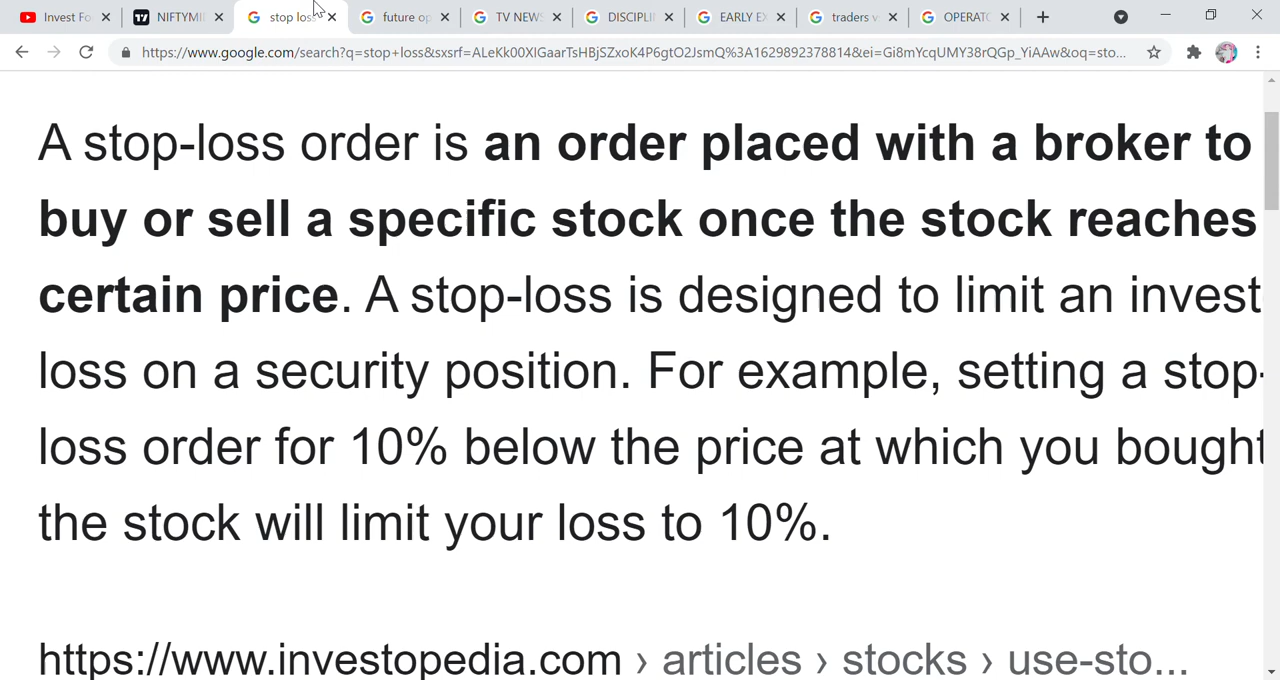 Invest Fo
NIFTYMI
stop los
future op
TV NEWS
DISCIPLI
EARLY EX
traders v
OPERATO
https://www.google.com/search?q=stop+loss&sxsrf=ALeKk00XIGaarTsHBjSZxoK4P6gtO2JsmQ%3A1629892378814&ei=Gi8mYcqUMY38rQGp_YiAAw&oq=sto...
A stop-loss order is an order placed with a broker to
buy or sell a specific stock once the stock reaches
certain price. A stop-loss is designed to limit an invest
loss on a security position. For example, setting a stop-
loss order for 10% below the price at which you bought
the stock will limit your loss to 10%.
https://www.investopedia.com › articles › stocks › use-sto...